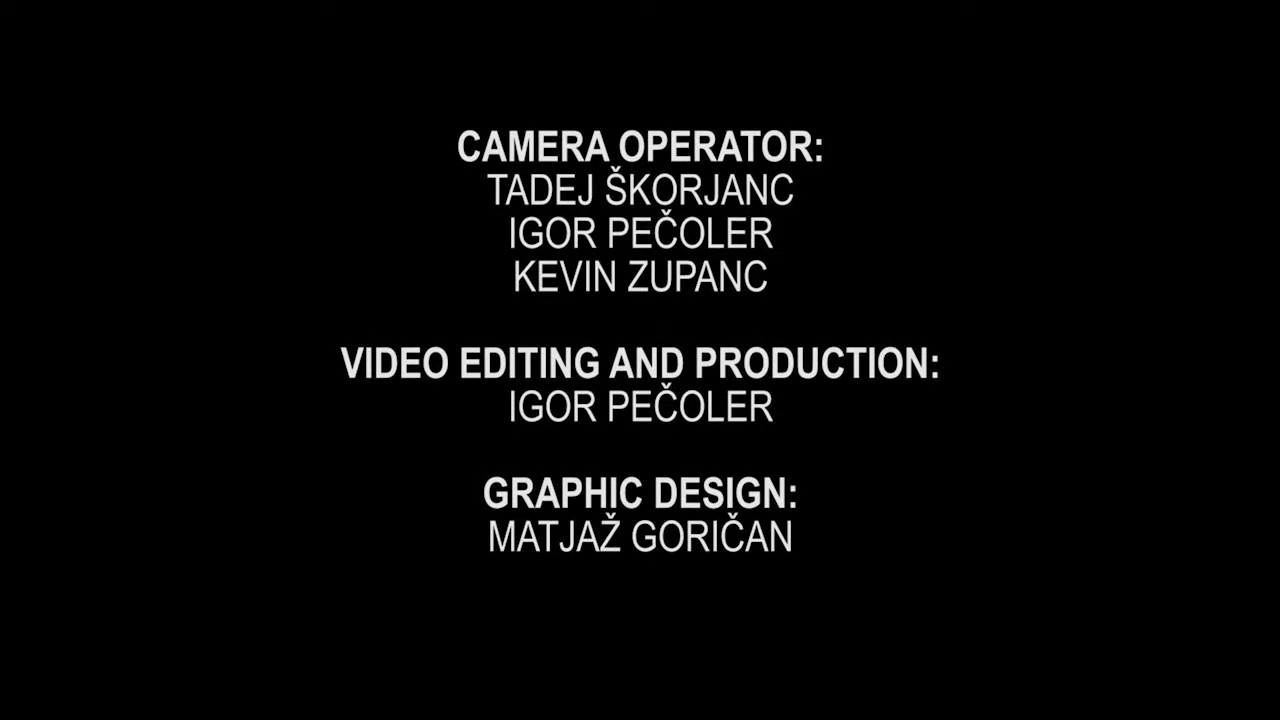 CAMERA OPERATOR:
TADEJ ŠKORJANC
IGOR PEČOLER
KEVIN ZUPANC
VIDEO EDITING AND PRODUCTION:
IGOR PEČOLER
GRAPHIC DESIGN:
MATJAŽ GORIČAN